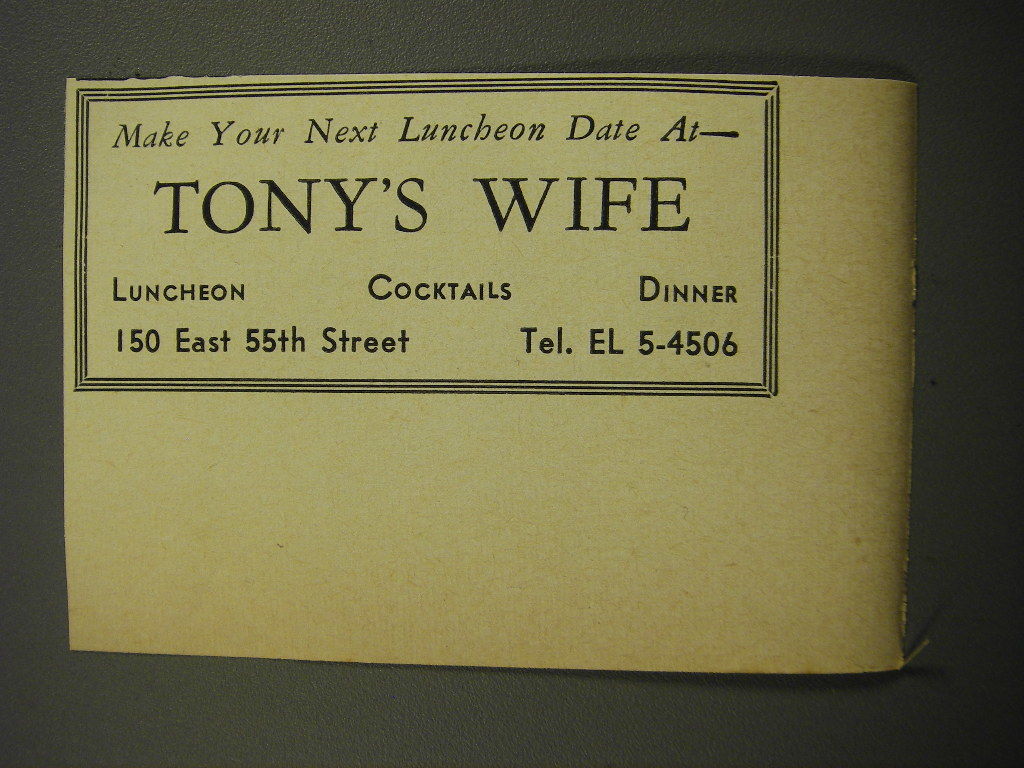 Make Your Next Luncheon Date At—
TONY'S WIFE
LUNCHEON COCKTAILS DINNER
150 East 55th Street Tel. EL 5-4506